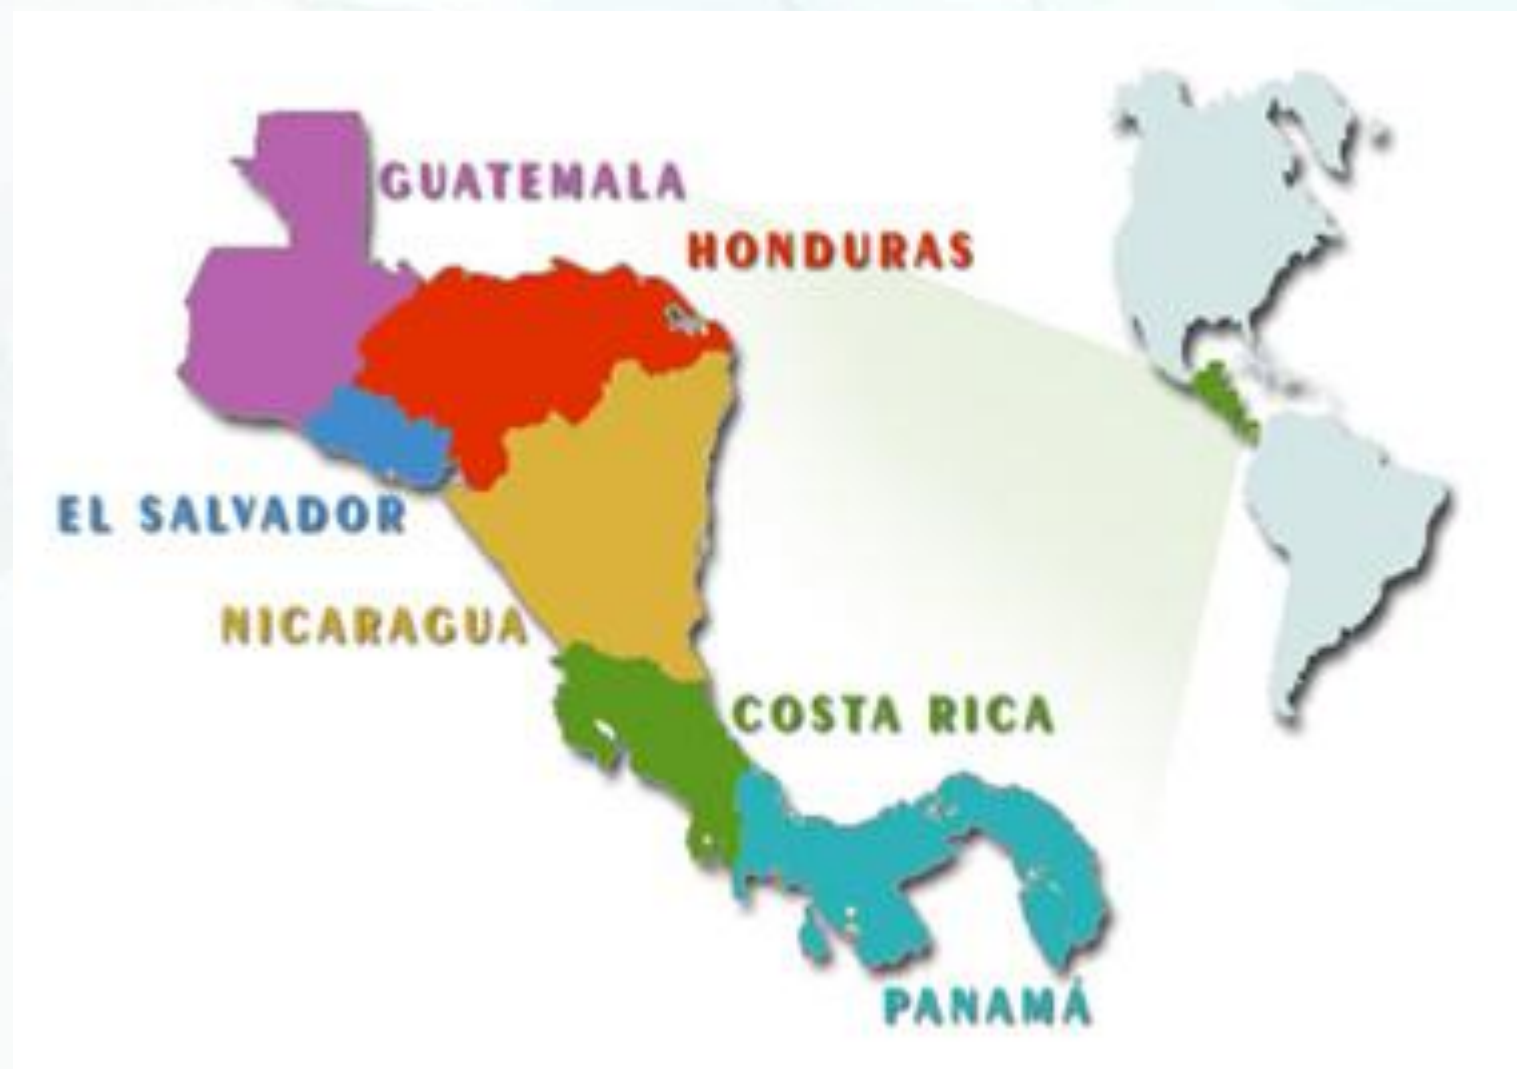 GUATEMALA
HONDURAS
EL SALVADOR
NICARAGUA
COSTA RICA
PANAMÁ